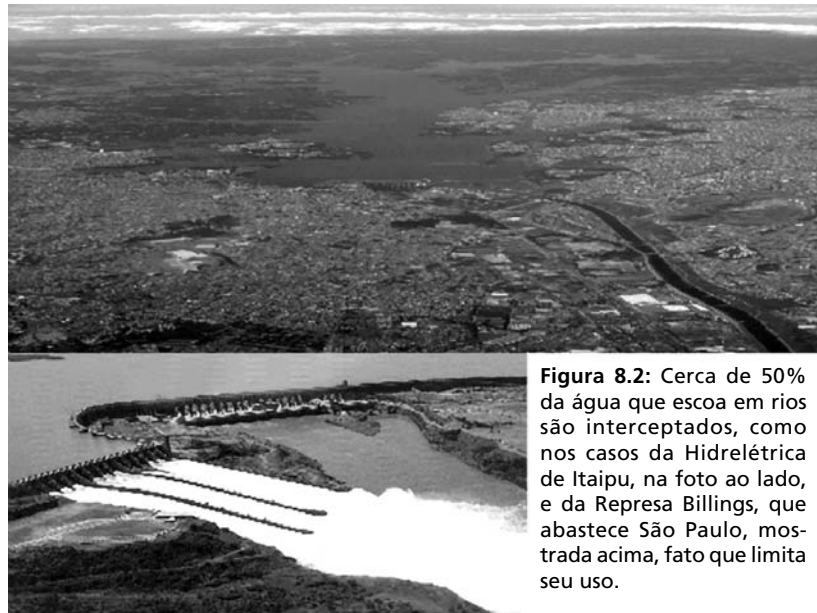 Figura 8.2: Cerca de 50%
da água que escoa em rios
são interceptados, como
nos casos da Hidrelétrica
de Itaipu, na foto ao lado,
e da Represa Billings, que
abastece São Paulo, mos-
trada acima, fato que limita
seu uso.